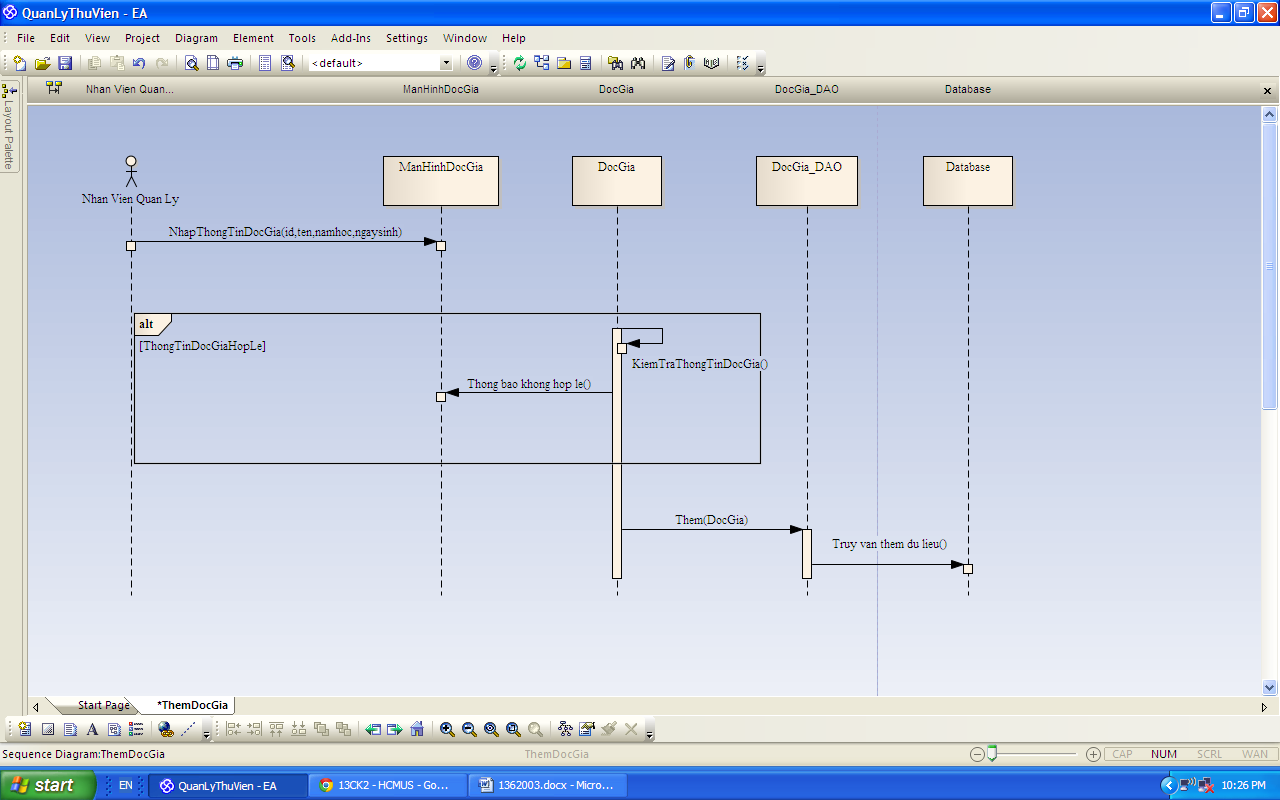 QuanLyThuVien - EA
File Edit View Project Diagram Element Tools Add-Ins Settings Window Help
<default>
Nhan Vien Quan... ManHinhDocGia DocGia DocGia_DAO Database
Layout Palette
ManHinhDocGia DocGia DocGia_DAO Database
Nhan Vien Quan Ly
NhapThongTinDocGia(id,ten,namhoc,ngaysinh)
alt
[ThongTinDocGiaHopLe]
KiemTraThongTinDocGia()
Thong bao khong hop le()
Them(DocGia)
Truy van them du lieu()
Start Page *ThemDocGia
Sequence Diagram:ThemDocGia ThemDocGia CAP NUM SCRL WAN
start EN QuanLyThuVien - EA 13CK2 - HCMUS - Go... 1362003.docx - Micro... 10:26 PM